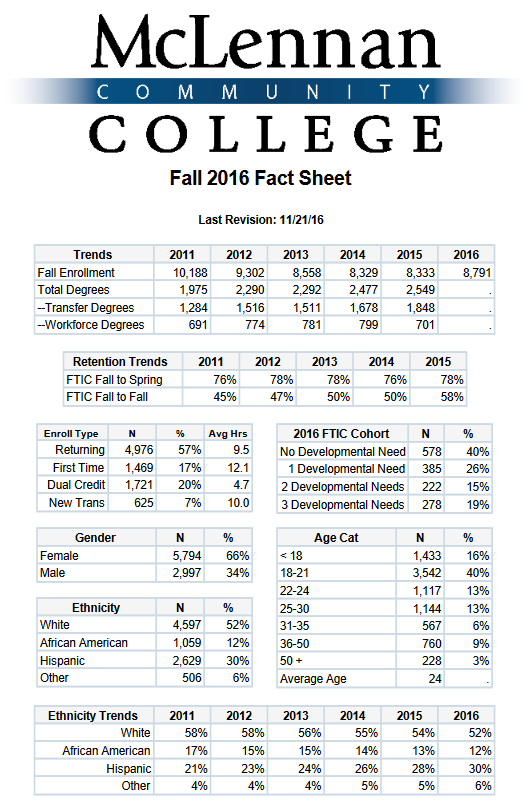 McLennan
COMMUNITY
COLLEGE
Fall 2016 Fact Sheet
Last Revision: 11/21/16
Trends 2011 2012 2013 2014 2015 2016
Fall Enrollment 10,188 9,302 8,558 8,329 8,333 8,791
Total Degrees 1,975 2,290 2,292 2,477 2,549 .
--Transfer Degrees 1,284 1,516 1,511 1,678 1,848 .
--Workforce Degrees 691 774 781 799 701 .
Retention Trends 2011 2012 2013 2014 2015
FTIC Fall to Spring 76% 78% 78% 76% 78%
FTIC Fall to Fall 45% 47% 50% 50% 58%
Enroll Type N % Avg Hrs
Returning 4,976 57% 9.5
First Time 1,469 17% 12.1
Dual Credit 1,721 20% 4.7
New Trans 625 7% 10.0
2016 FTIC Cohort N %
No Developmental Need 578 40%
1 Developmental Need 385 26%
2 Developmental Needs 222 15%
3 Developmental Needs 278 19%
Gender N %
Female 5,794 66%
Male 2,997 34%
Ethnicity N %
White 4,597 52%
African American 1,059 12%
Hispanic 2,629 30%
Other 506 6%
Age Cat N %
< 18 1,433 16%
18-21 3,542 40%
22-24 1,117 13%
25-30 1,144 13%
31-35 567 6%
36-50 760 9%
50 + 228 3%
Average Age 24 .
Ethnicity Trends 2011 2012 2013 2014 2015 2016
White 58% 58% 56% 55% 54% 52%
African American 17% 15% 15% 14% 13% 12%
Hispanic 21% 23% 24% 26% 28% 30%
Other 4% 4% 4% 5% 5% 6%